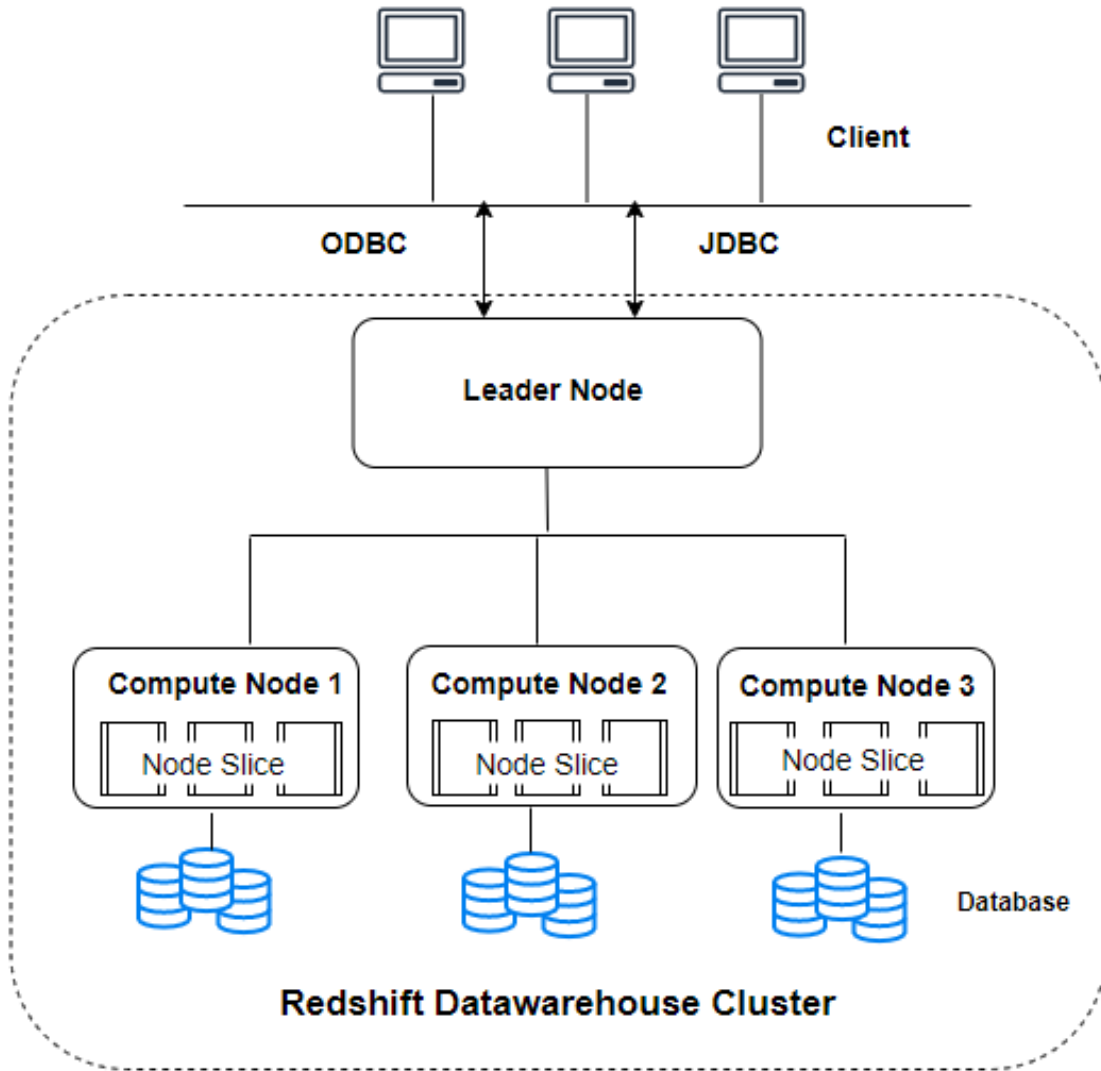 Client
ODBC
JDBC
Leader Node
Compute Node 1
Compute Node 2
Compute Node 3
Node Slice
Node Slice
Node Slice
Database
Redshift Datawarehouse Cluster